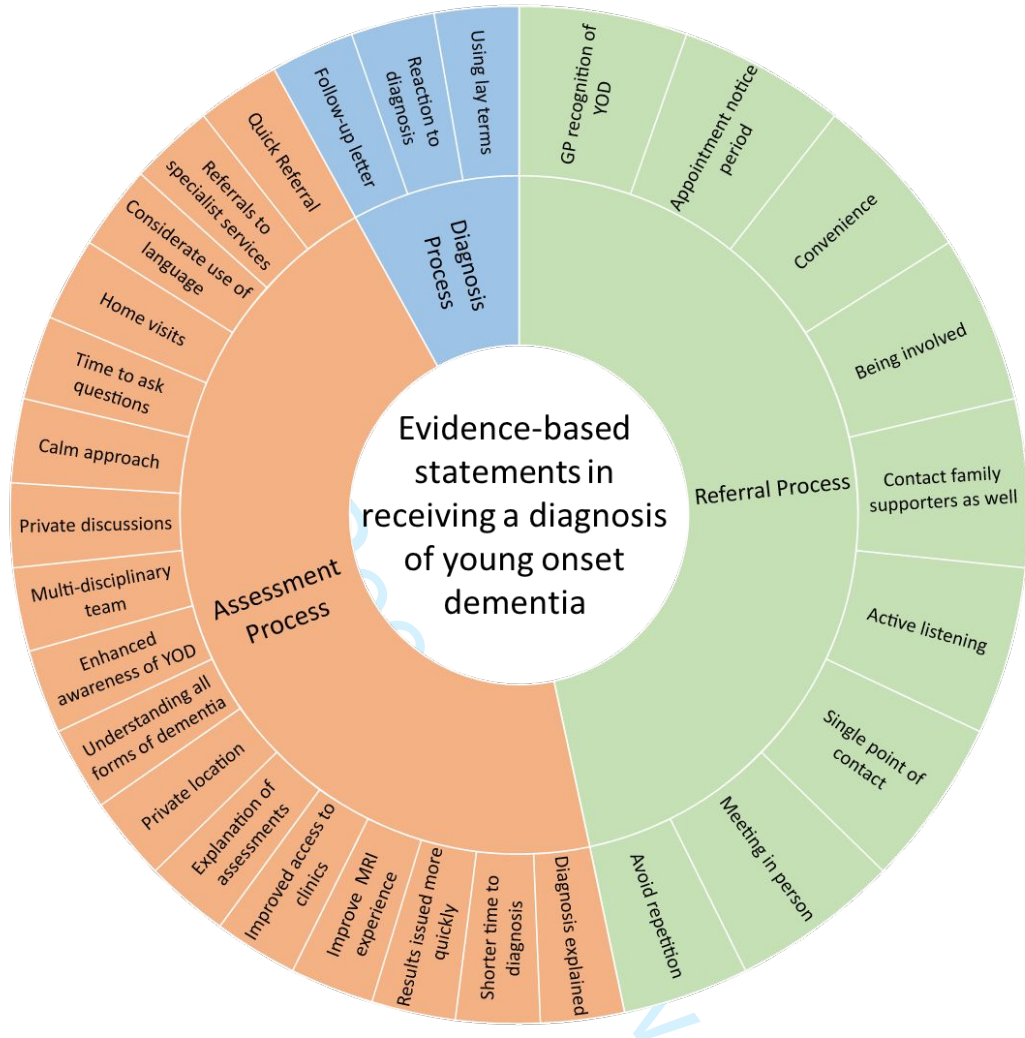 Evidence-based
statements in
receiving a diagnosis
of young onset
dementia
Referral Process
GP recognition of
YOD
Appointment notice
period
Convenience
Being involved
Contact family
supporters as well
Active listening
Single point of
contact
Meeting in person
Avoid repetition
Assessment
Process
Diagnosis explained
Shorter time to
diagnosis
Results issued more
quickly
Improve MRI
experience
Improved access to
clinics
Explanation of
assessments
Private location
Understanding all
forms of dementia
Enhanced
awareness of YOD
Multi-disciplinary
team
Private discussions
Calm approach
Time to ask
questions
Home visits
Considerate use of
language
Referrals to
specialist services
Quick Referral
Diagnosis
Process
Follow-up letter
Reaction to
diagnosis
Using lay terms